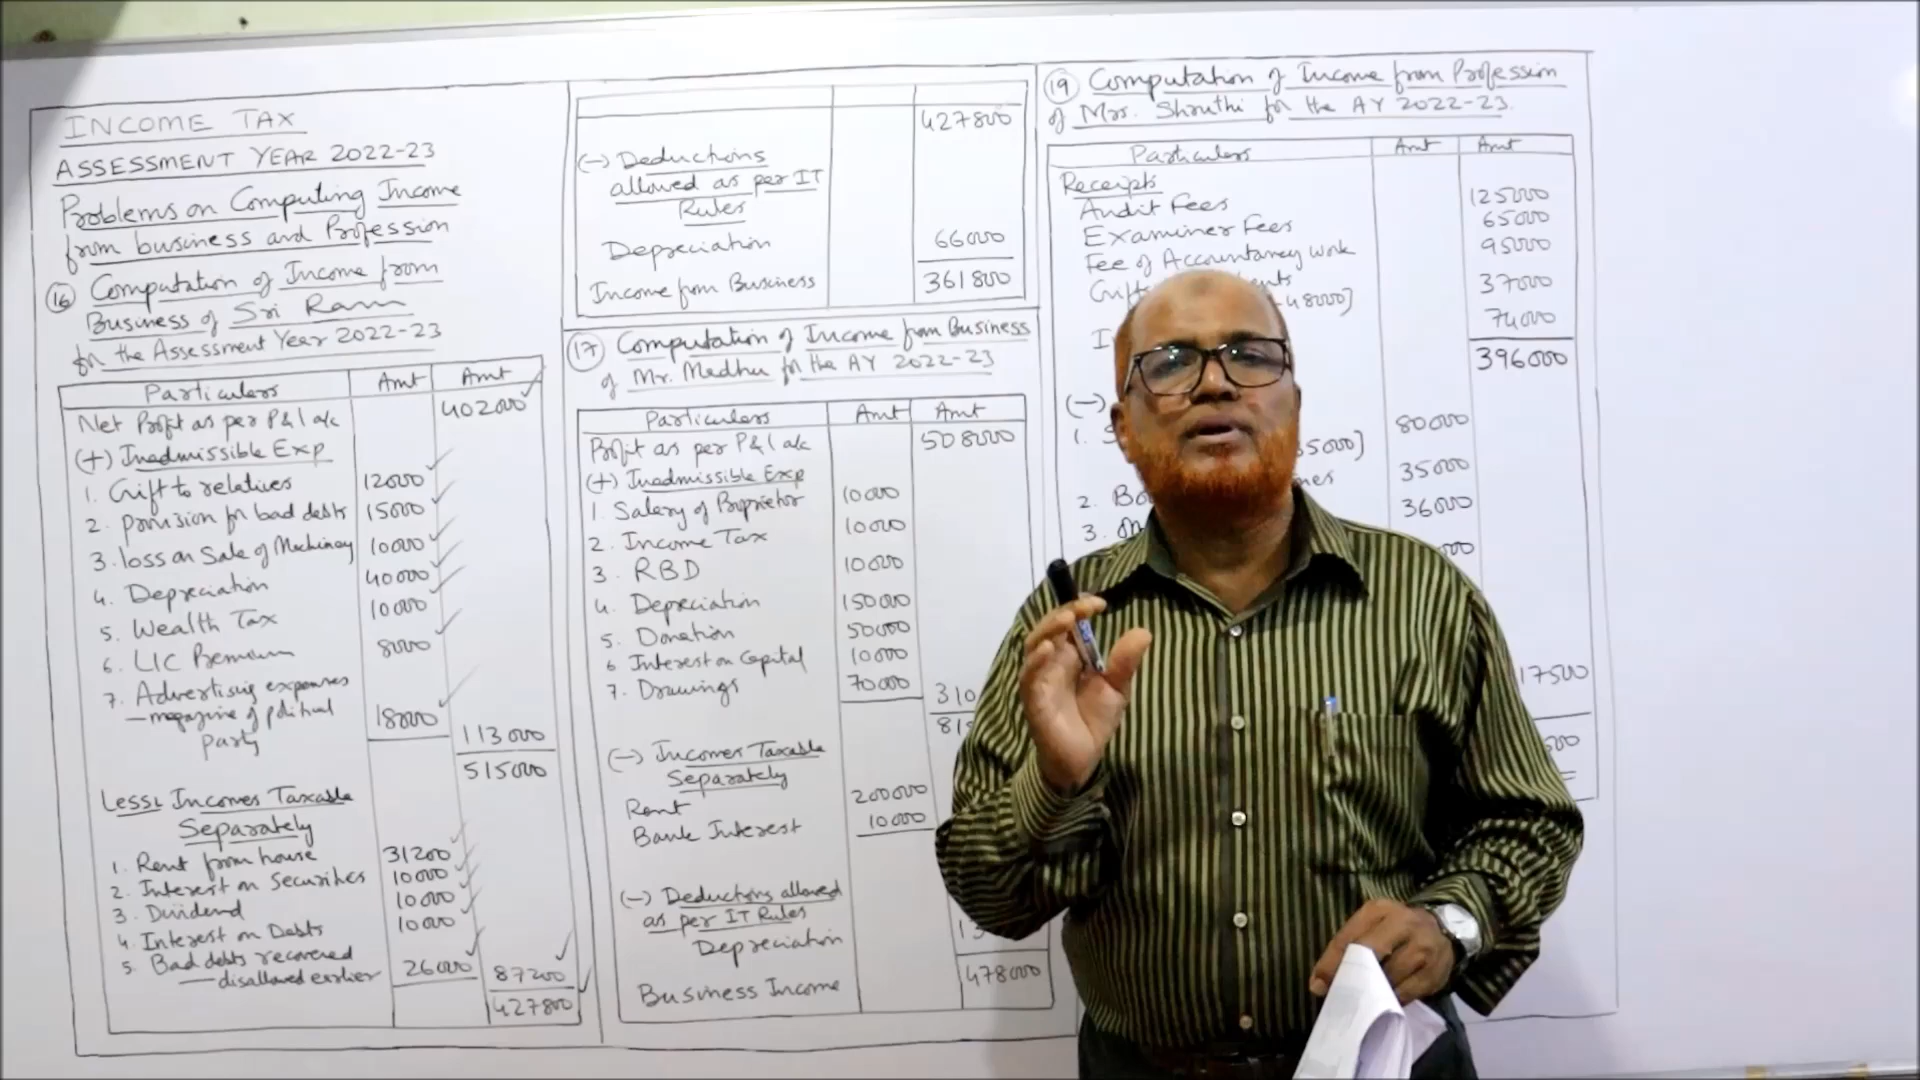 INCOME TAX
ASSESSMENT YEAR 2022-23
Problems on Computing Income
from business and Profession
16 Computation of Income from
Business of Sri Ram
for the Assessment Year 2022-23
Particulars Amt Amt
Net Profit as per P&L a/c 402000
(+) Inadmissible Exp
1. Gift to relatives 12000
2. provision for bad debts 15000
3. loss on Sale of Machinery 10000
4. Depreciation 40000
5. Wealth Tax 10000
6. LIC Premium 8000
7. Advertising expenses
- magazine of political
Party 18000 113000
515000
Less: Incomes Taxable
Separately
1. Rent from house 31200
2. Interest on Securities 10000
3. Dividend 10000
4. Interest on Debts 10000
5. Bad debts recovered
- disallowed earlier 26000 87200
427800
427800
(-) Deductions
allowed as per IT
Rules
Depreciation 66000
Income from Business 361800
17 Computation of Income from Business
of Mr. Madhu for the AY 2022-23
Particulars Amt Amt
Profit as per P&L a/c 508000
(+) Inadmissible Exp
1. Salary of Proprietor 10000
2. Income Tax 10000
3. RBD 10000
4. Depreciation 150000
5. Donation 50000
6 Interest on Capital 10000
7. Drawings 70000 310
81
(-) Incomes Taxable
Separately
Rent 200000
Bank Interest 10000
(-) Deductions allowed
as per IT Rules
Depreciation 13
Business Income 478000
19 Computation of Income from Profession
of Mrs. Shruthi for the AY 2022-23.
Particulars Amt Amt
Receipts
Audit Fees 125000
Examiner Fees 65000
Fee of Accountancy work 95000
37000
48000]
74000
396000
(-)
1. 80000
5000]
2. 35000
3. 36000
17500